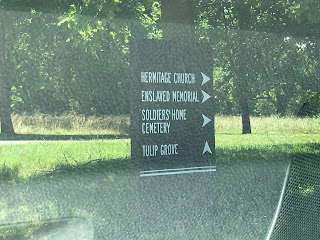 HERMITAGE CHURCH
ENSLAVED MEMORIAL
SOLDIERS' HOME
CEMETERY
TULIP GROVE